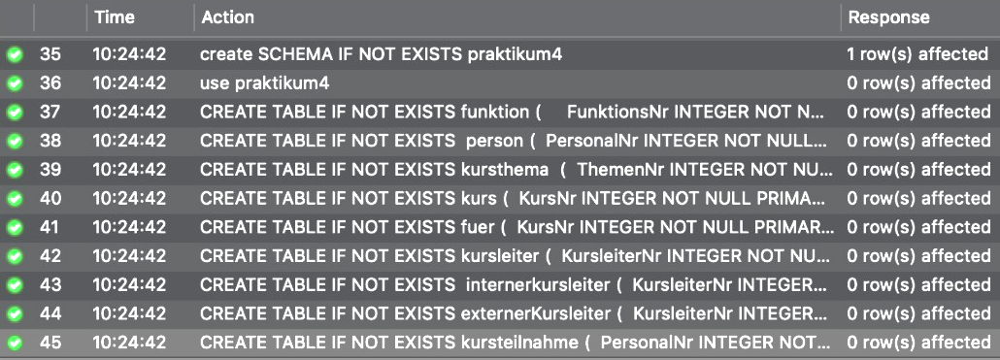 Time Action Response
35 10:24:42 create SCHEMA IF NOT EXISTS praktikum4 1 row(s) affected
36 10:24:42 use praktikum4 0 row(s) affected
37 10:24:42 CREATE TABLE IF NOT EXISTS funktion ( FunktionsNr INTEGER NOT N... 0 row(s) affected
38 10:24:42 CREATE TABLE IF NOT EXISTS person ( PersonalNr INTEGER NOT NULL... 0 row(s) affected
39 10:24:42 CREATE TABLE IF NOT EXISTS kursthema ( ThemenNr INTEGER NOT NU... 0 row(s) affected
40 10:24:42 CREATE TABLE IF NOT EXISTS kurs ( KursNr INTEGER NOT NULL PRIMA... 0 row(s) affected
41 10:24:42 CREATE TABLE IF NOT EXISTS fuer ( KursNr INTEGER NOT NULL PRIMAR... 0 row(s) affected
42 10:24:42 CREATE TABLE IF NOT EXISTS kursleiter ( KursleiterNr INTEGER NOT NU... 0 row(s) affected
43 10:24:42 CREATE TABLE IF NOT EXISTS internerkursleiter ( KursleiterNr INTEGER... 0 row(s) affected
44 10:24:42 CREATE TABLE IF NOT EXISTS externerKursleiter ( KursleiterNr INTEGER... 0 row(s) affected
45 10:24:42 CREATE TABLE IF NOT EXISTS kursteilnahme ( PersonalNr INTEGER NOT... 0 row(s) affected